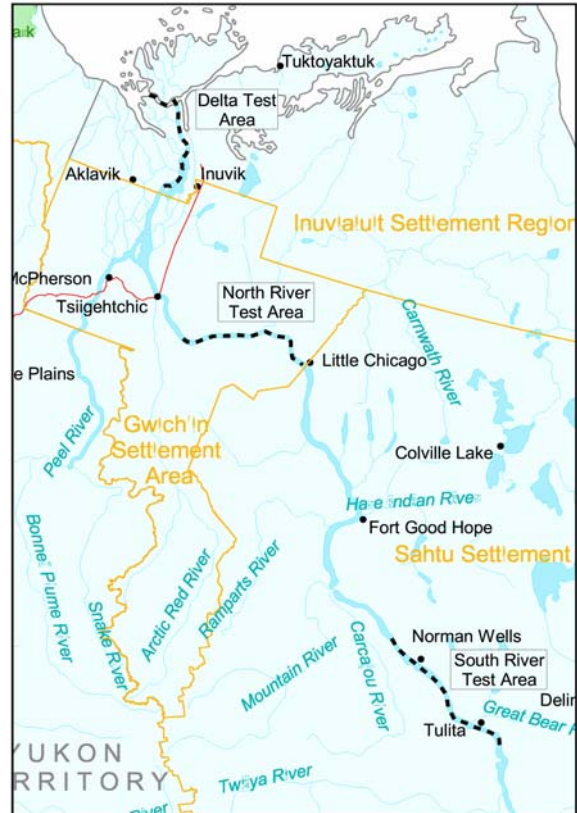 ark
Tuktoyaktuk
Delta Test
Area
Aklavik
Inuvik
Inuvialuit Settlement Region
McPherson
Tsiigehtchic
North River
Test Area
Carnwath River
Little Chicago
e Plains
Peel River
Gwich'in
Settlement
Area
Colville Lake
Hare Indian River
Fort Good Hope
Sahtu Settlement
Bonnet Plume River
Snake River
Arctic Red River
Ramparts River
Mountain River
Carcajou River
Norman Wells
South River
Test Area
Delin
Great Bear R
Tulita
YUKON
RRITORY
Twitya River
River